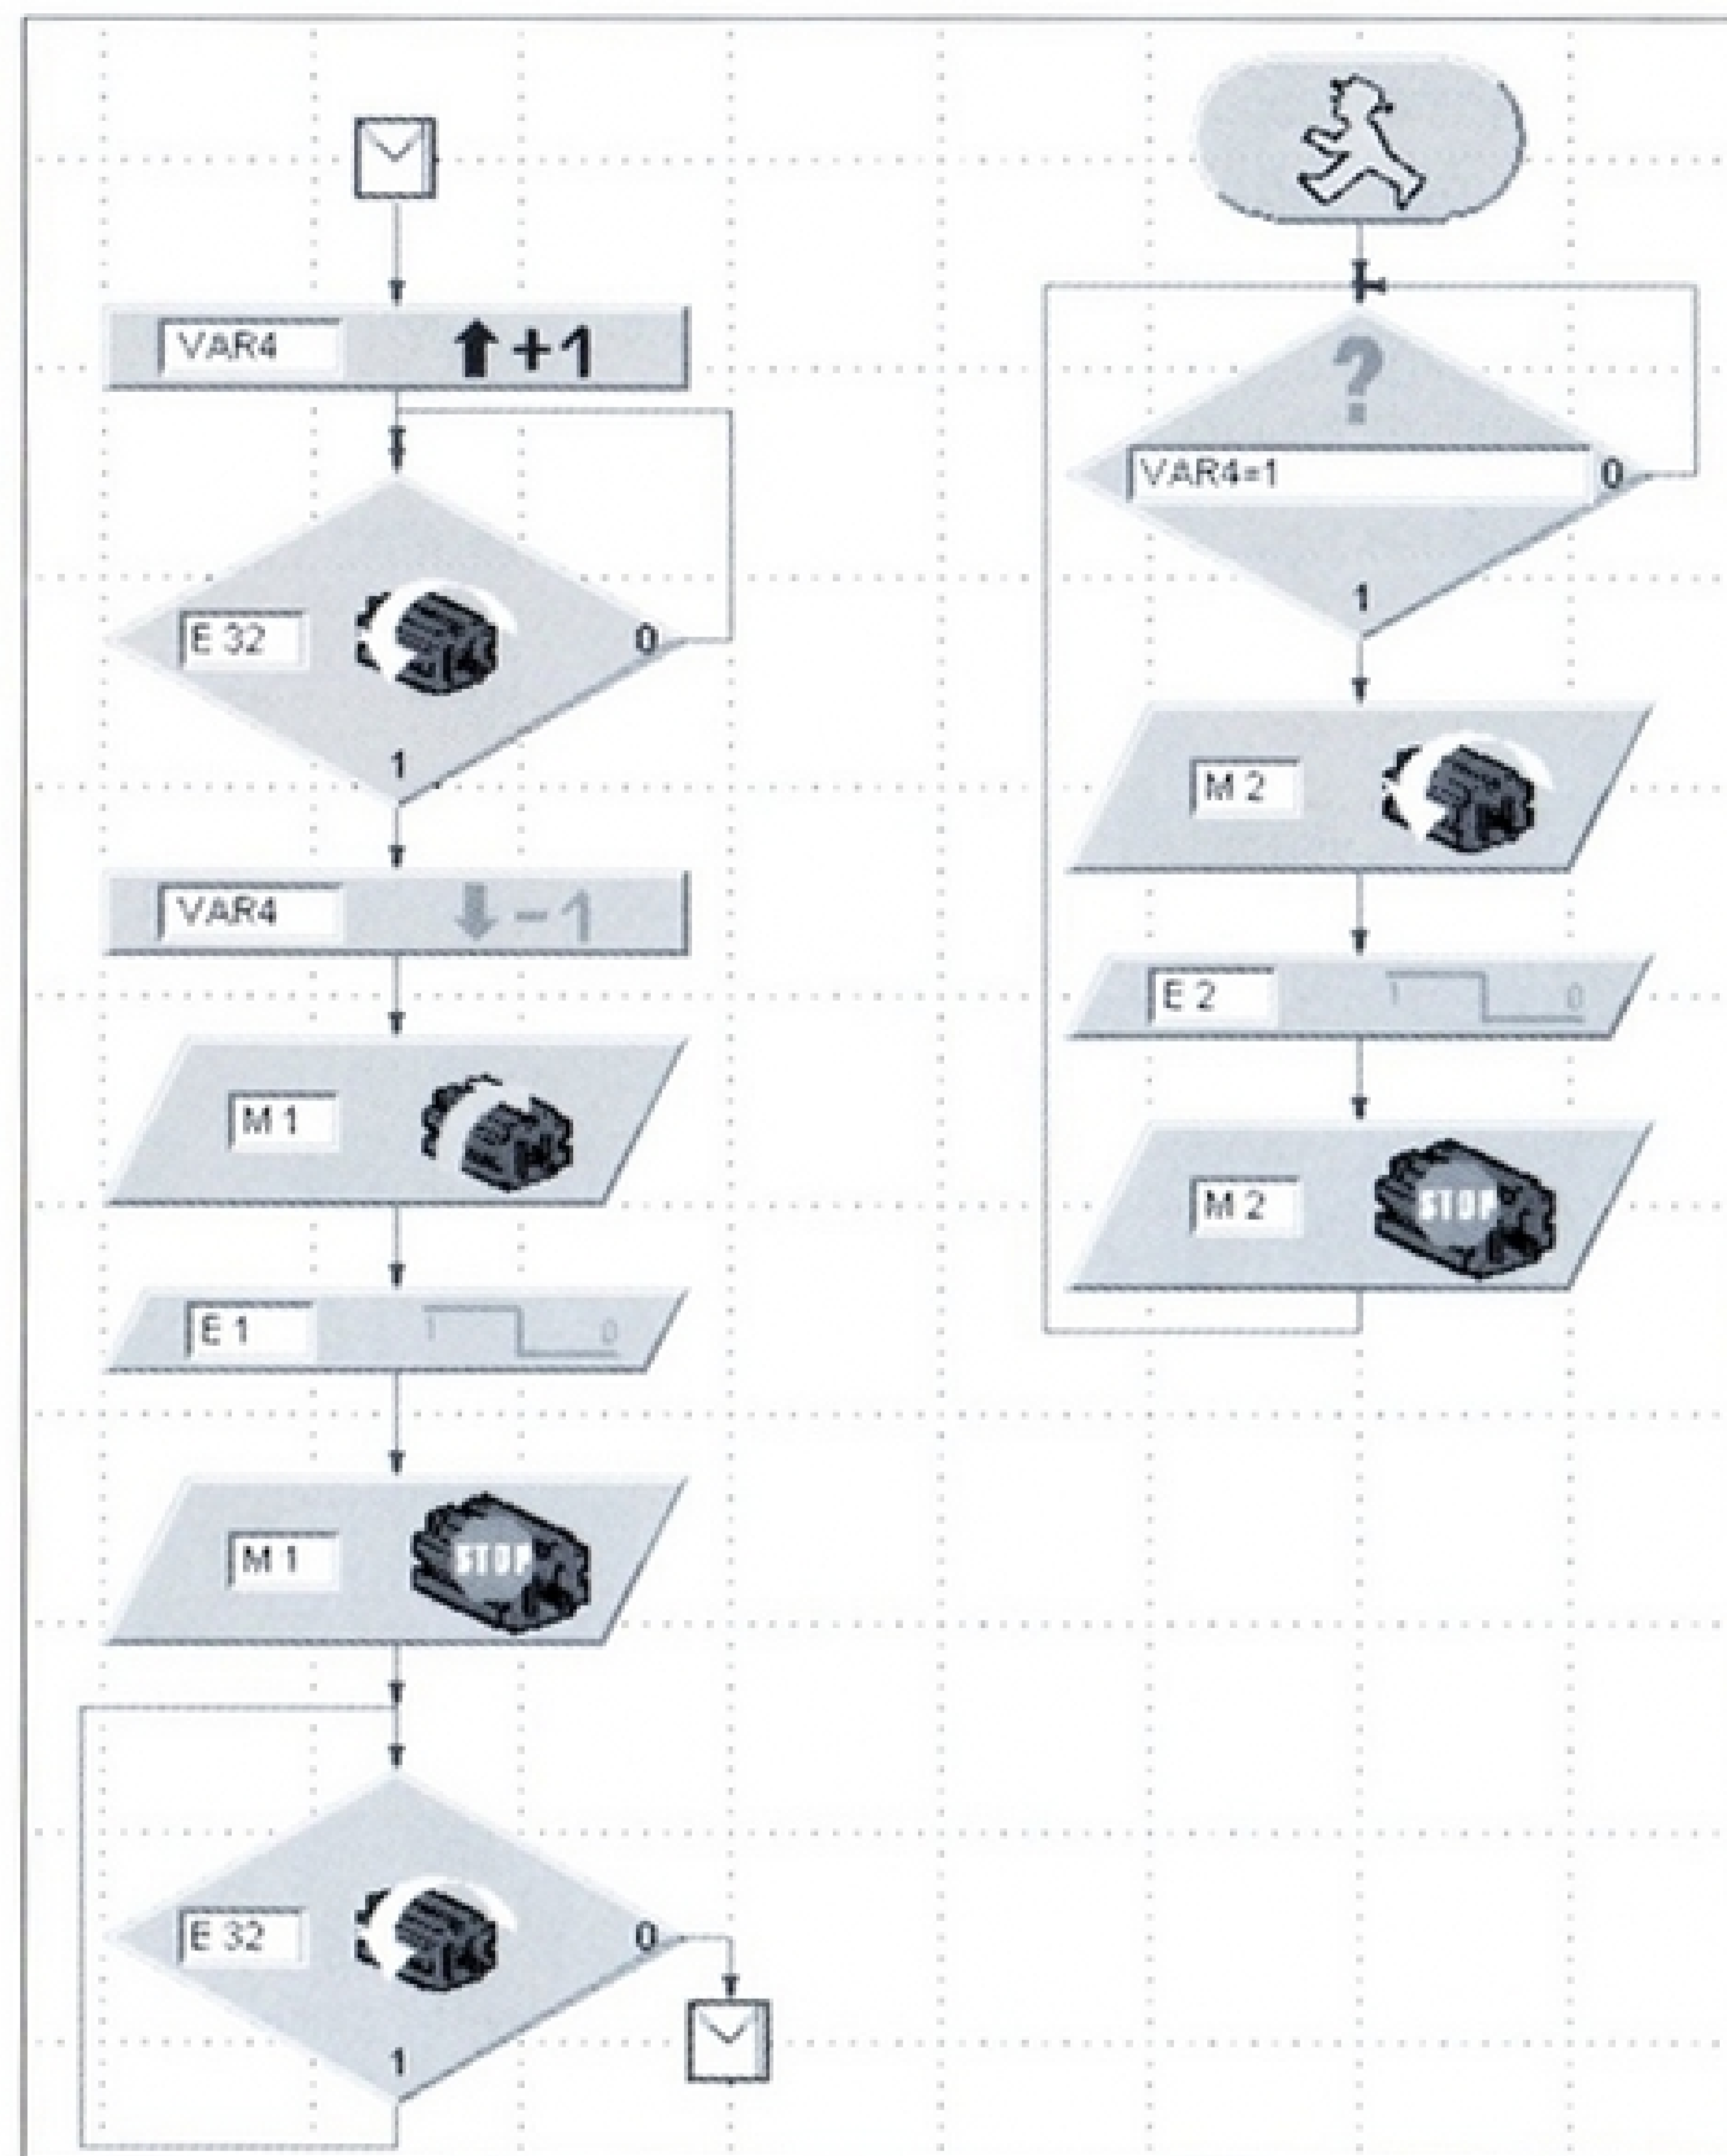 VAR4 +1
E 32 0
1
VAR4 -1
M 1
E 1 1 0
M 1 STOP
E 32 0
1
?
VAR4=1 0
1
M 2
E 2 1 0
M 2 STOP